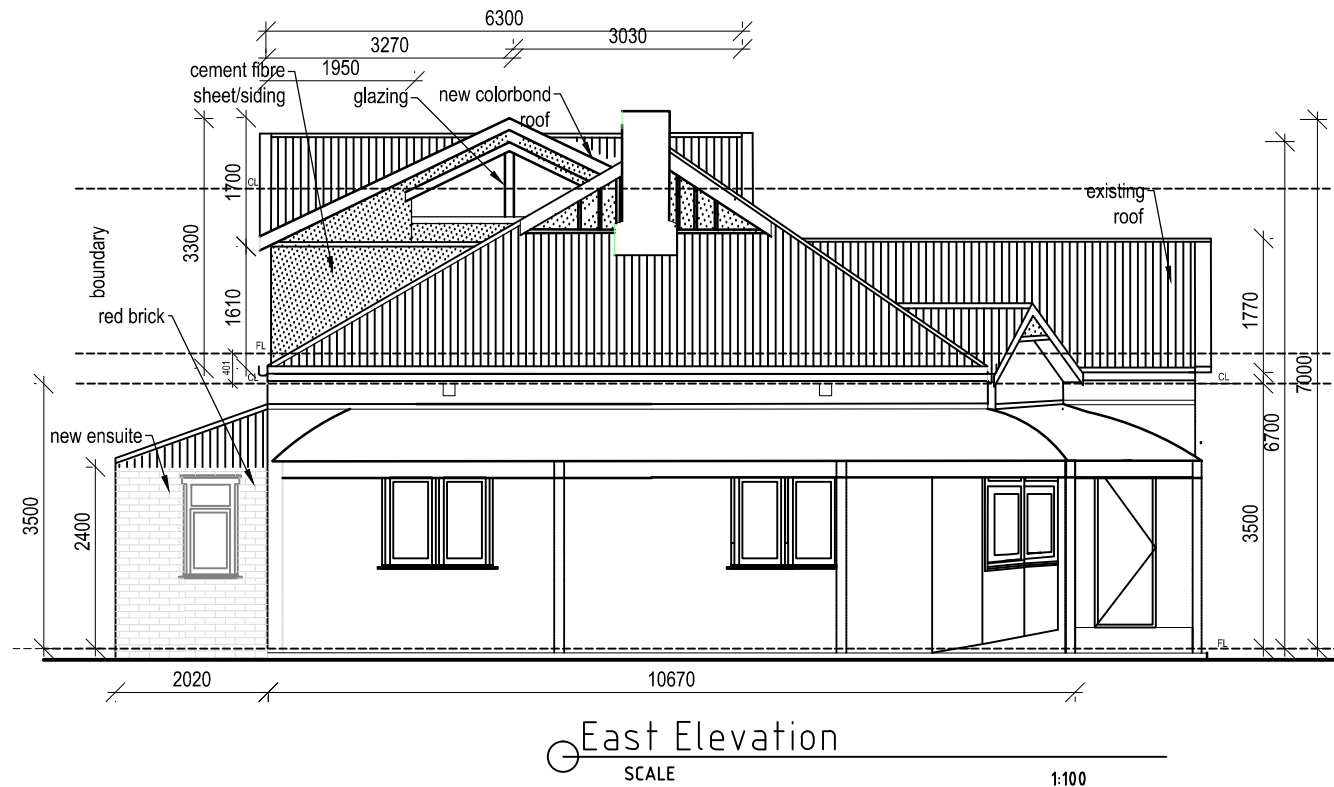 6300
3270
3030
1950
cement fibre
sheet/siding
glazing
new colorbond
roof
1700
CL
3300
existing
roof
boundary
7000
1770
1610
red brick
FL
401
CL
CL
6700
new ensuite
3500
2400
3500
FL
2020
10670
East Elevation
SCALE
1:100